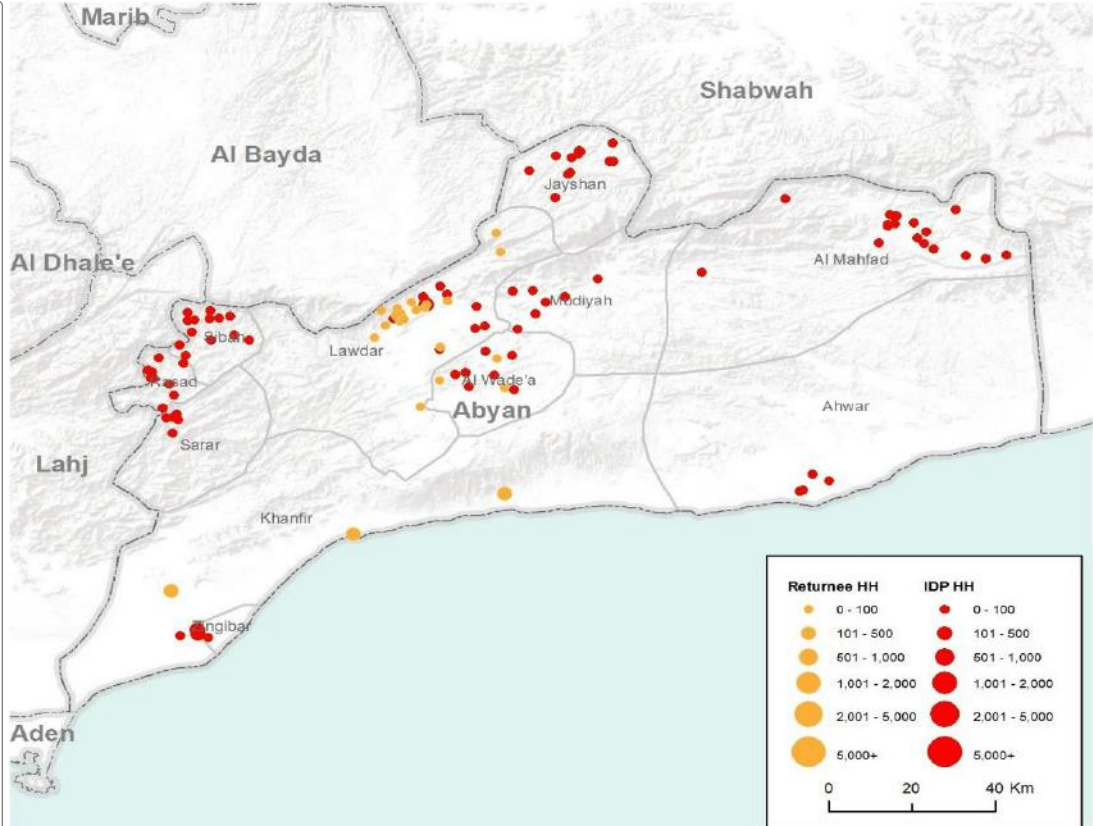 Marib
Shabwah
Al Bayda
Jayshan
Al Dhale'e
Al Mahfad
Mudiyah
Sibah
Lawdar
Rasad
Al Wade'a
Abyan
Ahwar
Sarar
Lahj
Khanfir
Zingibar
Aden
Returnee HH IDP HH
0 - 100 0 - 100
101 - 500 101 - 500
501 - 1,000 501 - 1,000
1,001 - 2,000 1,001 - 2,000
2,001 - 5,000 2,001 - 5,000
5,000+ 5,000+
0 20 40 Km